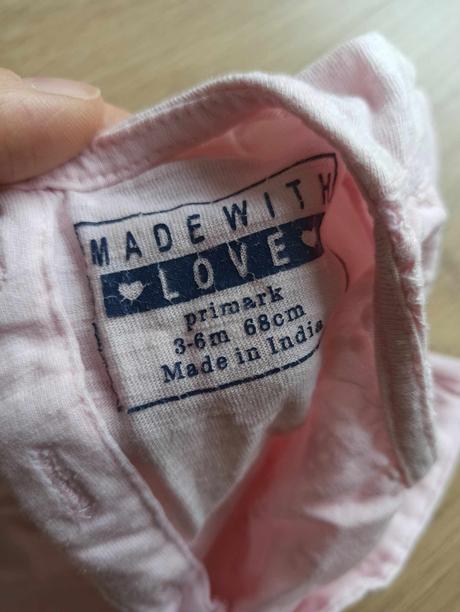 MADE WITH
LOVE
primark
3-6m 68cm
Made in India